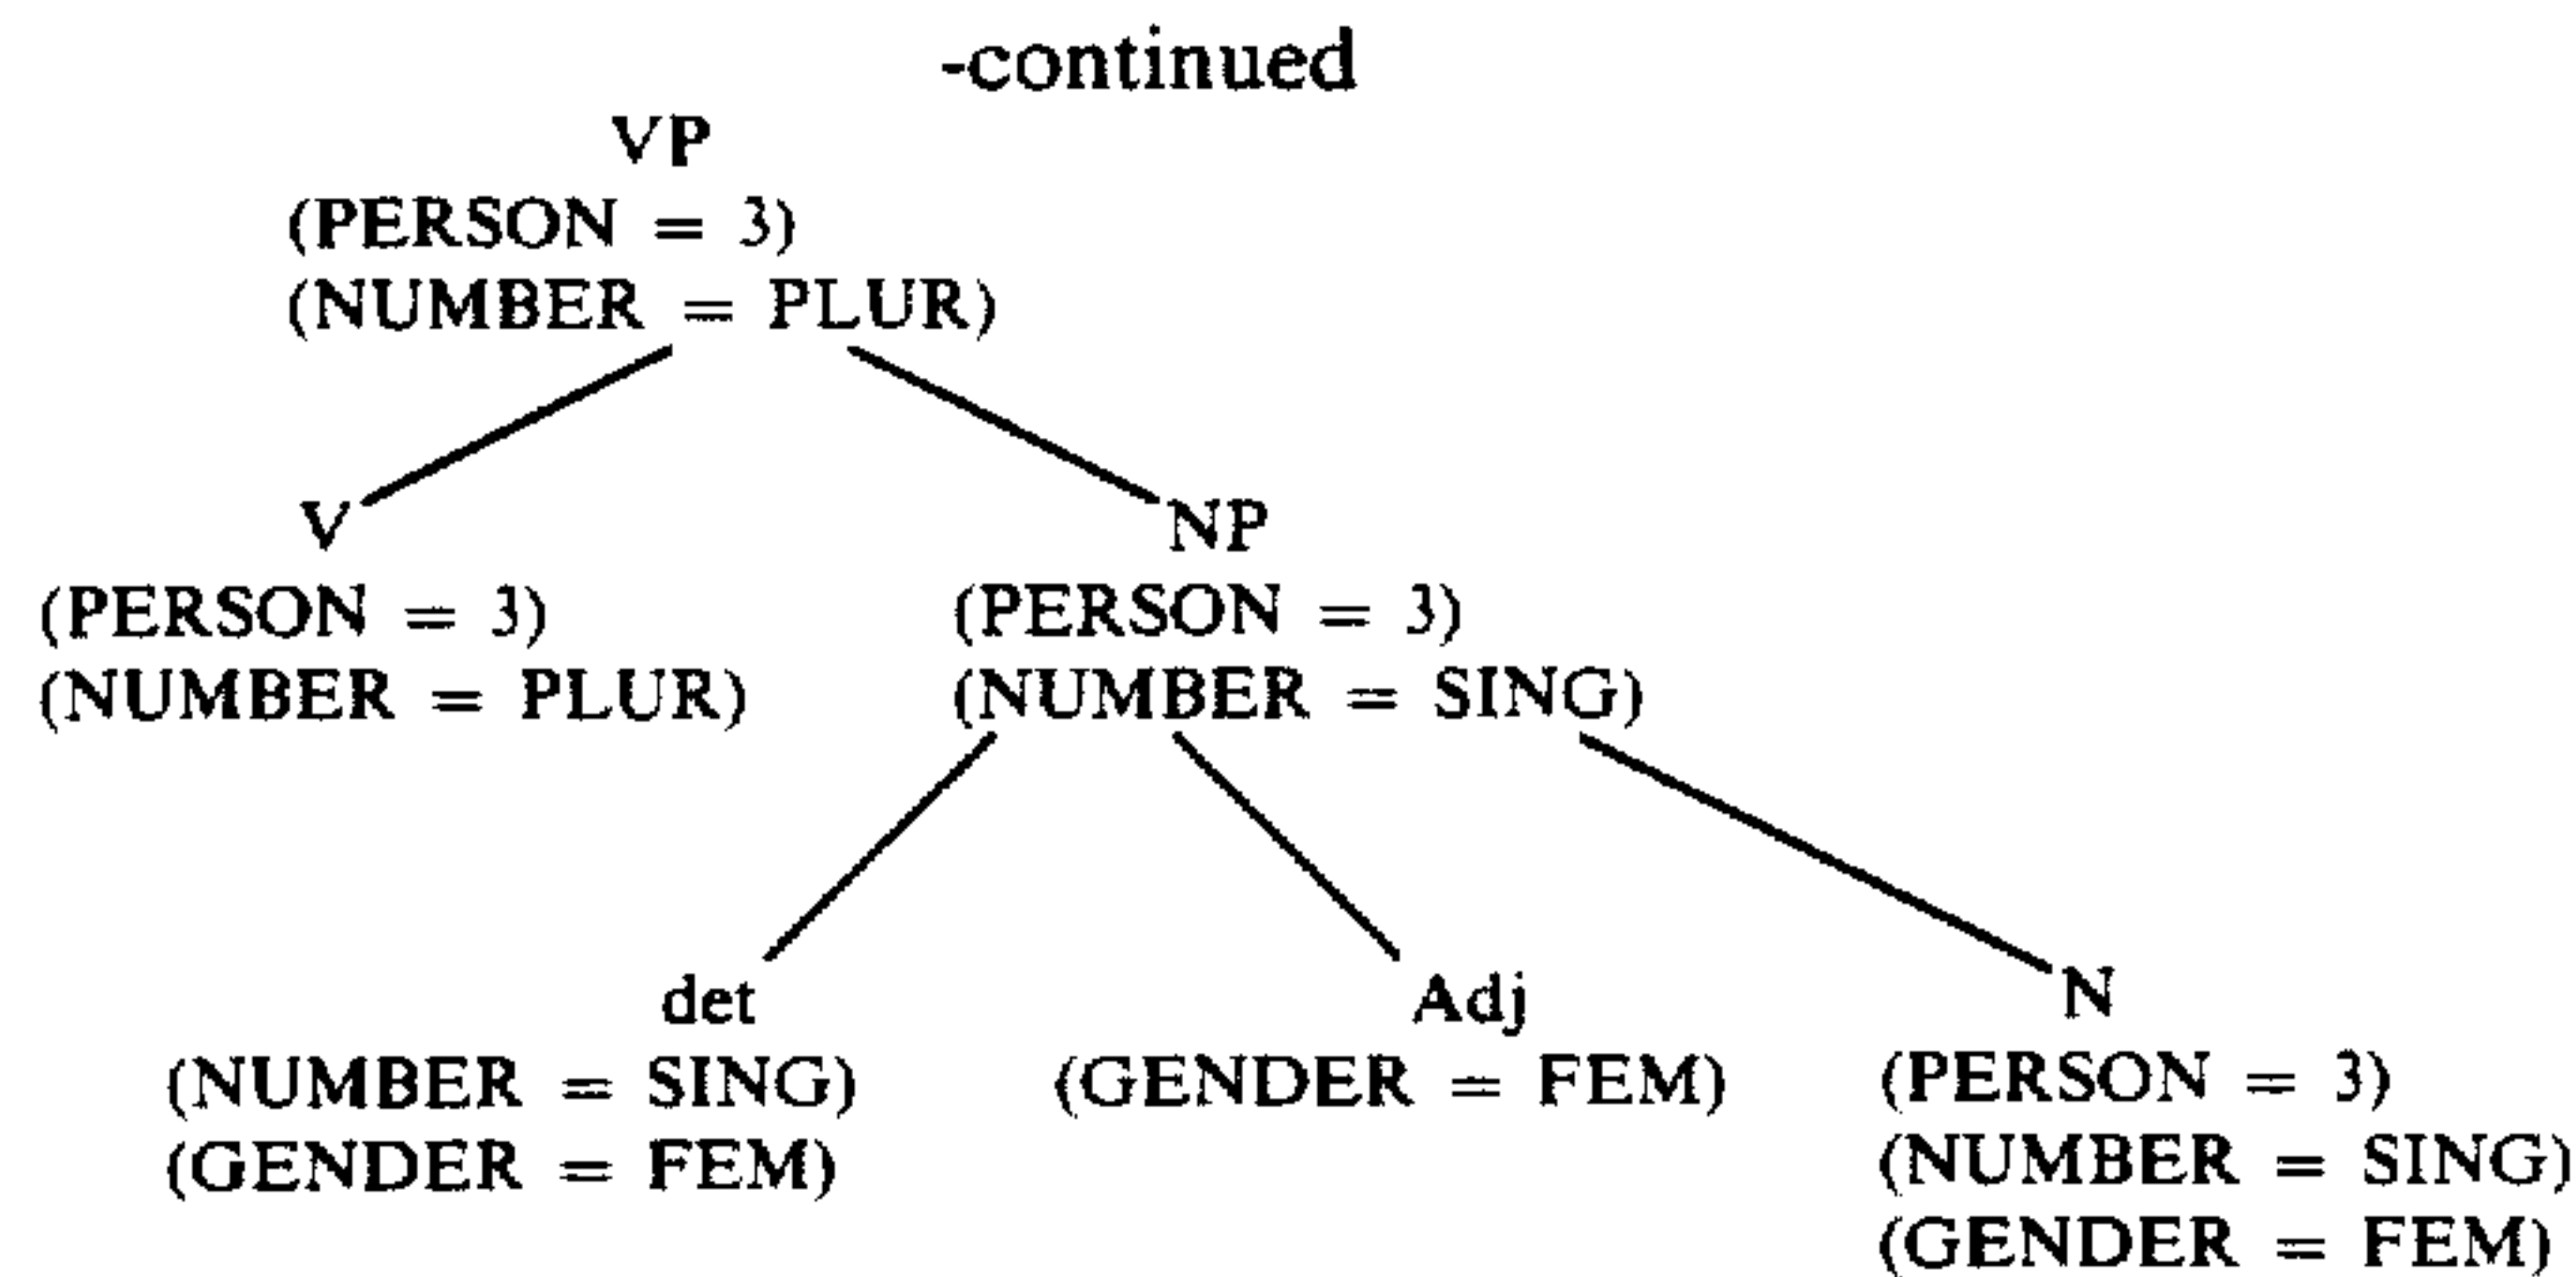 -continued
VP
(PERSON = 3)
(NUMBER = PLUR)
V NP
(PERSON = 3) (PERSON = 3)
(NUMBER = PLUR) (NUMBER = SING)
det Adj N
(NUMBER = SING) (GENDER = FEM) (PERSON = 3)
(GENDER = FEM) (NUMBER = SING)
(GENDER = FEM)